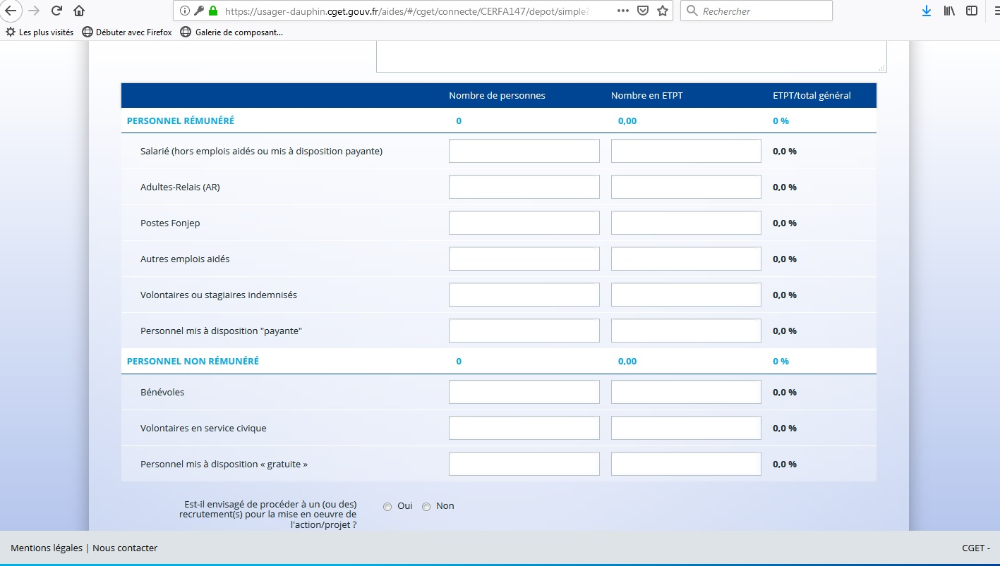 https://usager-dauphin.cget.gouv.fr/aides/#/cget/connecte/CERFA147/depot/simple?
Rechercher
Les plus visités Débuter avec Firefox Galerie de composant...
Nombre de personnes Nombre en ETPT ETPT/total général
PERSONNEL RÉMUNÉRÉ 0 0,00 0 %
Salarié (hors emplois aidés ou mis à disposition payante) 0,0 %
Adultes-Relais (AR) 0,0 %
Postes Fonjep 0,0 %
Autres emplois aidés 0,0 %
Volontaires ou stagiaires indemnisés 0,0 %
Personnel mis à disposition "payante" 0,0 %
PERSONNEL NON RÉMUNÉRÉ 0 0,00 0 %
Bénévoles 0,0 %
Volontaires en service civique 0,0 %
Personnel mis à disposition « gratuite » 0,0 %
Est-il envisagé de procéder à un (ou des)
recrutement(s) pour la mise en oeuvre de
l'action/projet ?
Oui Non
Mentions légales | Nous contacter CGET -